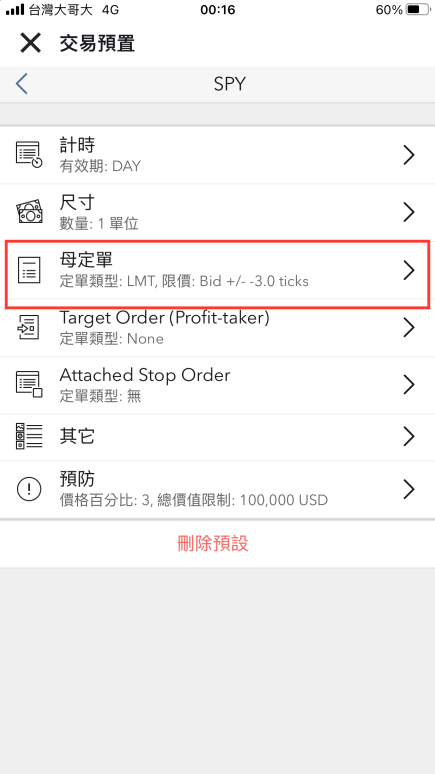 台灣大哥大 4G 00:16 60%
交易預置
SPY
計時
有效期: DAY
尺寸
數量: 1 單位
母定單
定單類型: LMT, 限價: Bid +/- -3.0 ticks
Target Order (Profit-taker)
定單類型: None
Attached Stop Order
定單類型: 無
其它
預防
價格百分比: 3, 總價值限制: 100,000 USD
刪除預設